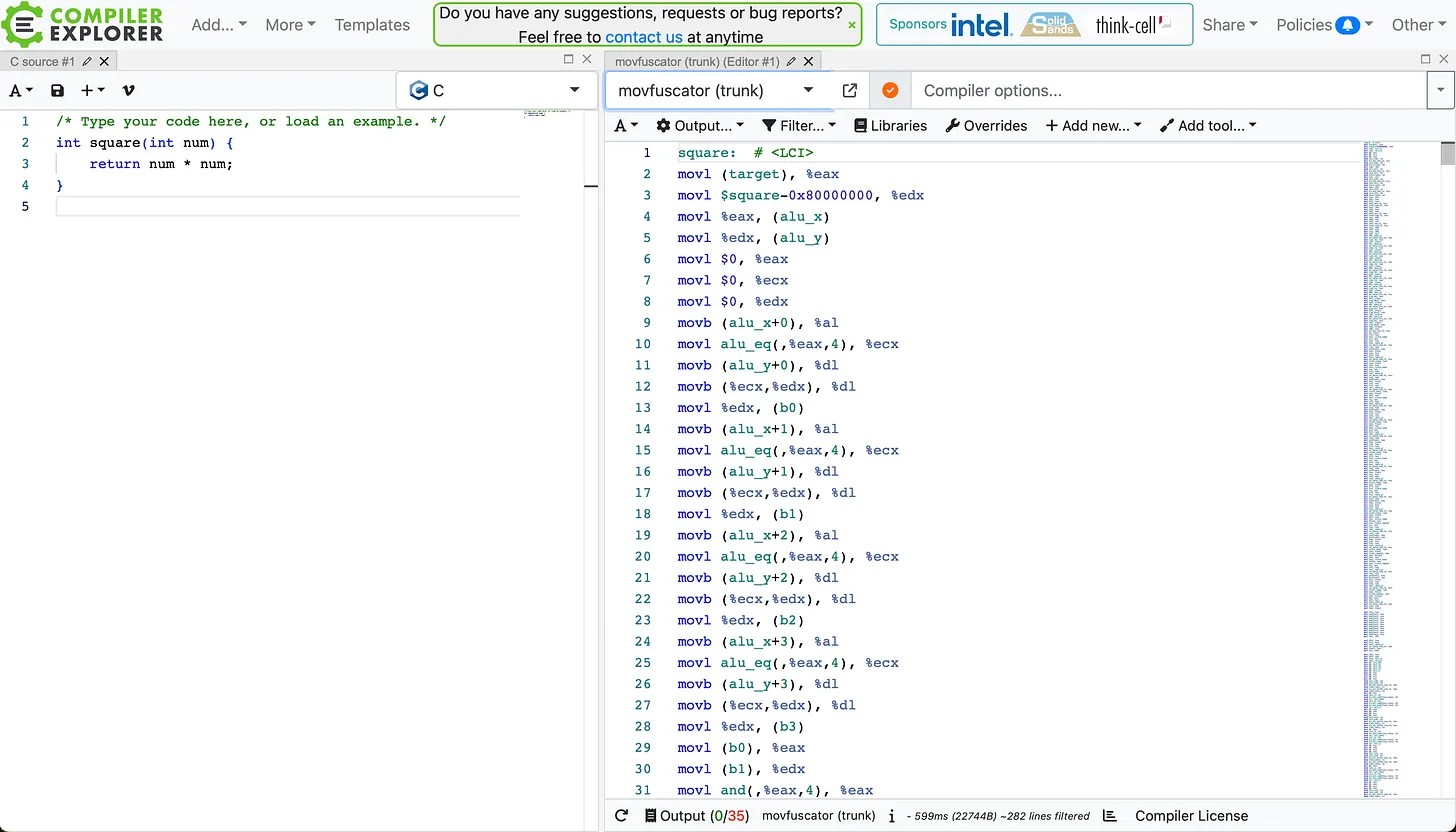 COMPILER
EXPLORER
Add...
More
Templates
Do you have any suggestions, requests or bug reports?
Feel free to contact us at anytime
×
Sponsors
intel.
Solid
Sands
think-cell
Share
Policies
Other
C source #1
movfuscator (trunk) (Editor #1)
A
C
movfuscator (trunk)
Compiler options...
A
Output...
Filter...
Libraries
Overrides
Add new...
Add tool...
1 /* Type your code here, or load an example. */
2 int square(int num) {
3 return num * num;
4 }
5
1 square: # <LCI>
2 movl (target), %eax
3 movl $square-0x80000000, %edx
4 movl %eax, (alu_x)
5 movl %edx, (alu_y)
6 movl $0, %eax
7 movl $0, %ecx
8 movl $0, %edx
9 movb (alu_x+0), %al
10 movl alu_eq(,%eax,4), %ecx
11 movb (alu_y+0), %dl
12 movb (%ecx,%edx), %dl
13 movl %edx, (b0)
14 movb (alu_x+1), %al
15 movl alu_eq(,%eax,4), %ecx
16 movb (alu_y+1), %dl
17 movb (%ecx,%edx), %dl
18 movl %edx, (b1)
19 movb (alu_x+2), %al
20 movl alu_eq(,%eax,4), %ecx
21 movb (alu_y+2), %dl
22 movb (%ecx,%edx), %dl
23 movl %edx, (b2)
24 movb (alu_x+3), %al
25 movl alu_eq(,%eax,4), %ecx
26 movb (alu_y+3), %dl
27 movb (%ecx,%edx), %dl
28 movl %edx, (b3)
29 movl (b0), %eax
30 movl (b1), %edx
31 movl and(,%eax,4), %eax
Output (0/35) movfuscator (trunk) i - 599ms (22744B) ~282 lines filtered Compiler License